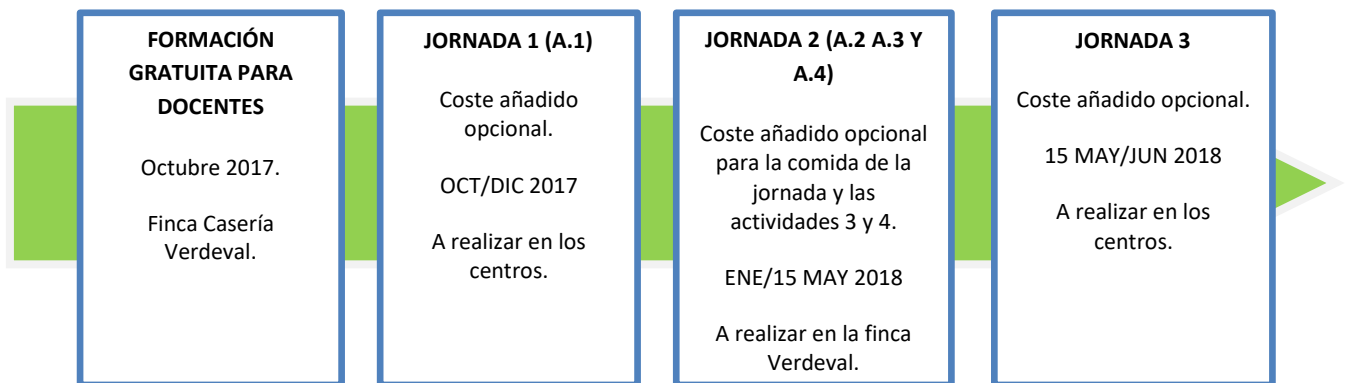 FORMACIÓN
GRATUITA PARA
DOCENTES
Octubre 2017.
Finca Casería
Verdeval.
JORNADA 1 (A.1)
Coste añadido
opcional.
OCT/DIC 2017
A realizar en los
centros.
JORNADA 2 (A.2 A.3 Y
A.4)
Coste añadido opcional
para la comida de la
jornada y las
actividades 3 y 4.
ENE/15 MAY 2018
A realizar en la finca
Verdeval.
JORNADA 3
Coste añadido opcional.
15 MAY/JUN 2018
A realizar en los
centros.